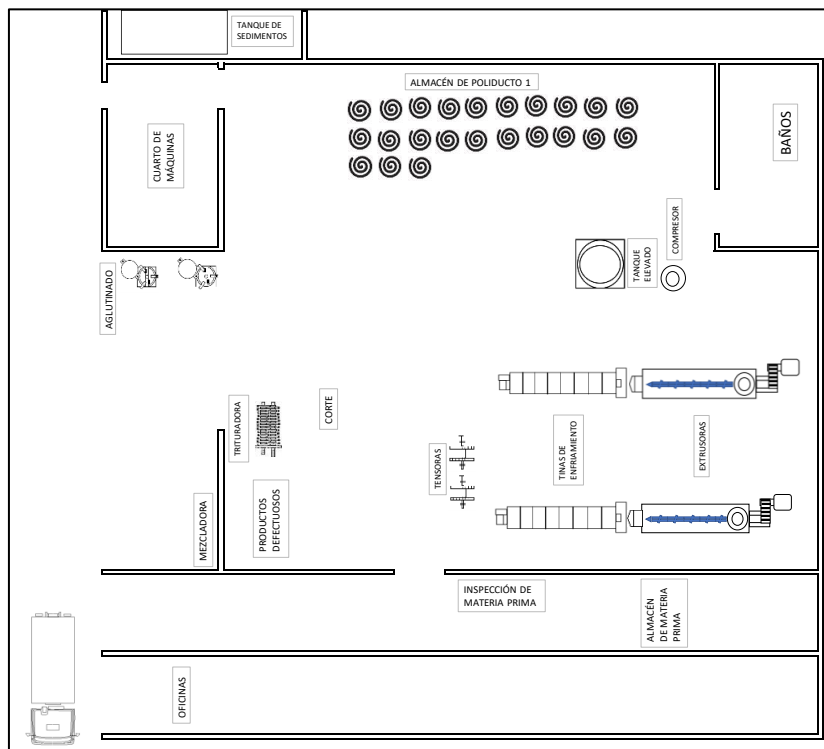 TANQUE DE
SEDIMENTOS
ALMACÉN DE POLIDUCTO 1
BAÑOS
CUARTO DE
MÁQUINAS
COMPRESOR
TANQUE
ELEVADO
AGLUTINADO
CORTE
TRITURADORA
TENSORAS
TINAS DE
ENFRIAMIENTO
EXTRUSORAS
MEZCLADORA
PRODUCTOS
DEFECTUOSOS
INSPECCIÓN DE
MATERIA PRIMA
ALMACÉN
DE MATERIA
PRIMA
OFICINAS